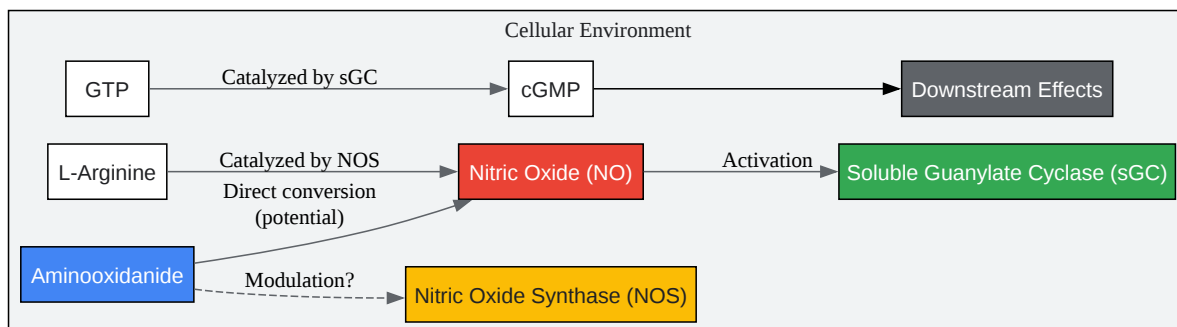 Cellular Environment
GTP
Catalyzed by sGC
cGMP
Downstream Effects
L-Arginine
Catalyzed by NOS
Nitric Oxide (NO)
Activation
Soluble Guanylate Cyclase (sGC)
Direct conversion
(potential)
Aminooxidanide
Modulation?
Nitric Oxide Synthase (NOS)